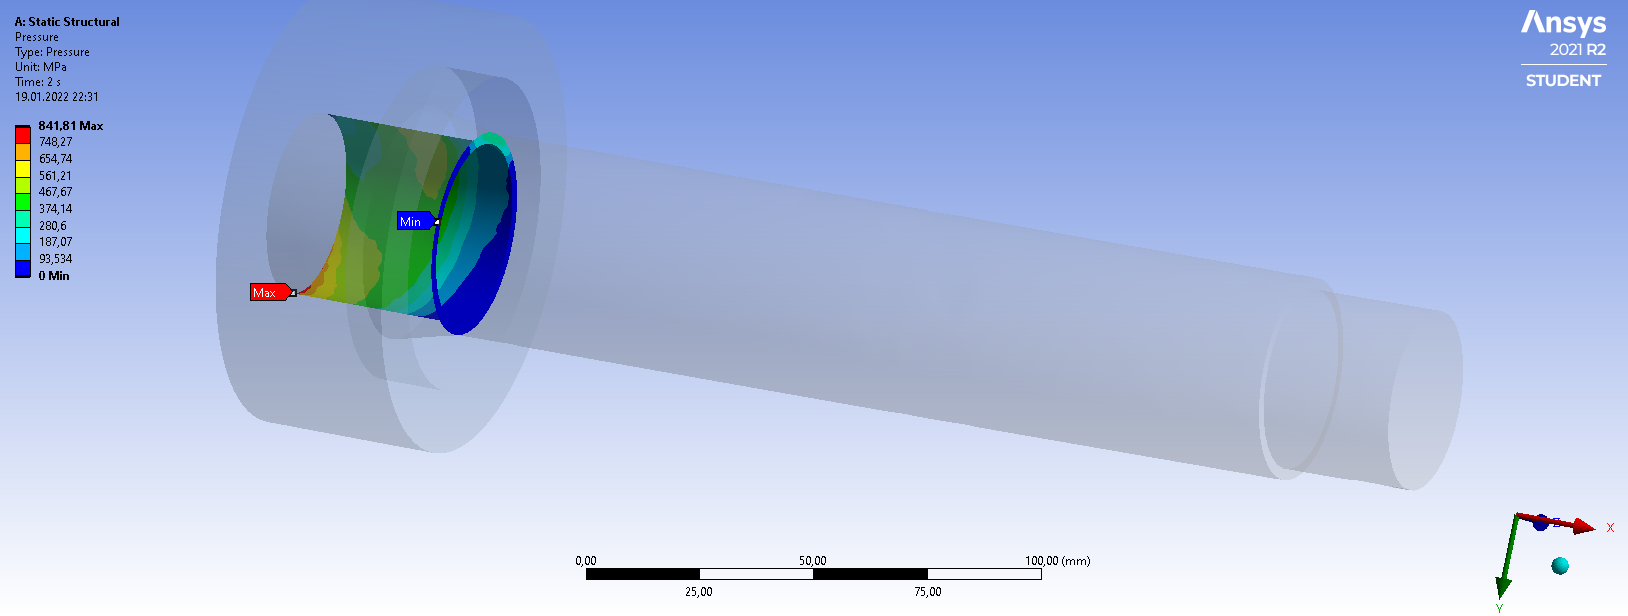 A: Static Structural
Pressure
Type: Pressure
Unit: MPa
Time: 2 s
19.01.2022 22:31
841,81 Max
748,27
654,74
561,21
467,67
374,14
280,6
187,07
93,534
0 Min
Ansys
2021 R2
STUDENT
Min
Max
0,00 50,00 100,00 (mm)
25,00 75,00
Z
X
Y